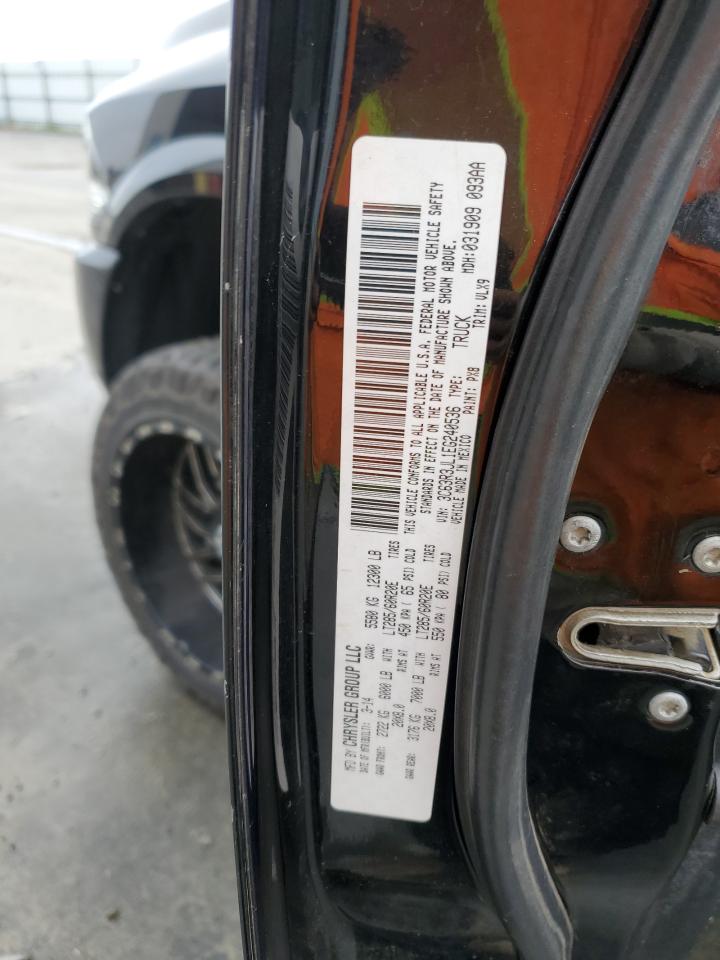 MFD BY CHRYSLER GROUP LLC
DATE OF MFR(BUILT): 3-14 GVWR: 5580 KG 12300 LB
GAWR FRONT: 2722 KG 6000 LB WITH LT285/60R20E TIRES
20X8.0 RIMS AT 450 KPA ( 65 PSI) COLD
GAWR REAR: 3176 KG 7000 LB WITH LT285/60R20E TIRES
20X8.0 RIMS AT 550 KPA ( 80 PSI) COLD
THIS VEHICLE CONFORMS TO ALL APPLICABLE U.S.A. FEDERAL MOTOR VEHICLE SAFETY
STANDARDS IN EFFECT ON THE DATE OF MANUFACTURE SHOWN ABOVE.
VIN: 3C63R3JL1EG240536 TYPE: TRUCK MDH: 031909 093AA
VEHICLE MADE IN MEXICO PAINT: PX8 TRIM: VLX9